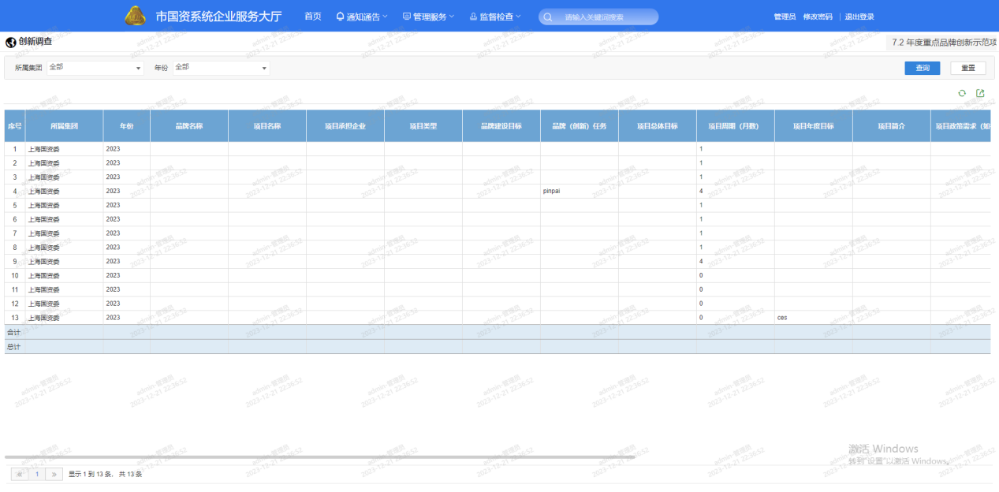 市国资系统企业服务大厅 首页 通知通告 管理服务 监督检查 请输入关键词搜索 管理员 修改密码 退出登录
创新调查
7.2 年度重点品牌创新示范项
所属集团 全部 年份 全部 查询 重置
序号 所属集团 年份 品牌名称 项目名称 项目承担企业 项目类型 品牌建设目标 品牌（创新）任务 项目总体目标 项目周期（月数） 项目年度目标 项目简介 项目政策需求（如
1 上海国资委 2023 1
2 上海国资委 2023 1
3 上海国资委 2023 1
4 上海国资委 2023 pinpai 4
5 上海国资委 2023 1
6 上海国资委 2023 1
7 上海国资委 2023 1
8 上海国资委 2023 1
9 上海国资委 2023 4
10 上海国资委 2023 0
11 上海国资委 2023 0
12 上海国资委 2023 0
13 上海国资委 2023 0 ces
合计
总计
admin-管理员
2023-12-21 22:36:52
激活 Windows
转到"设置"以激活 Windows。
« 1 » 显示 1 到 13 条，共 13 条